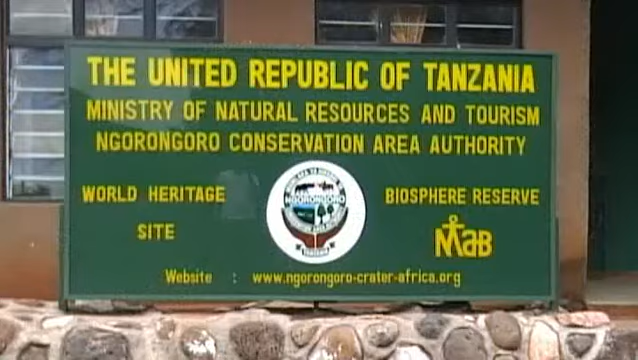 THE UNITED REPUBLIC OF TANZANIA
MINISTRY OF NATURAL RESOURCES AND TOURISM
NGORONGORO CONSERVATION AREA AUTHORITY
WORLD HERITAGE
SITE
NGORONGORO
BIOSPHERE RESERVE
MaB
Website : www.ngorongoro-crater-africa.org